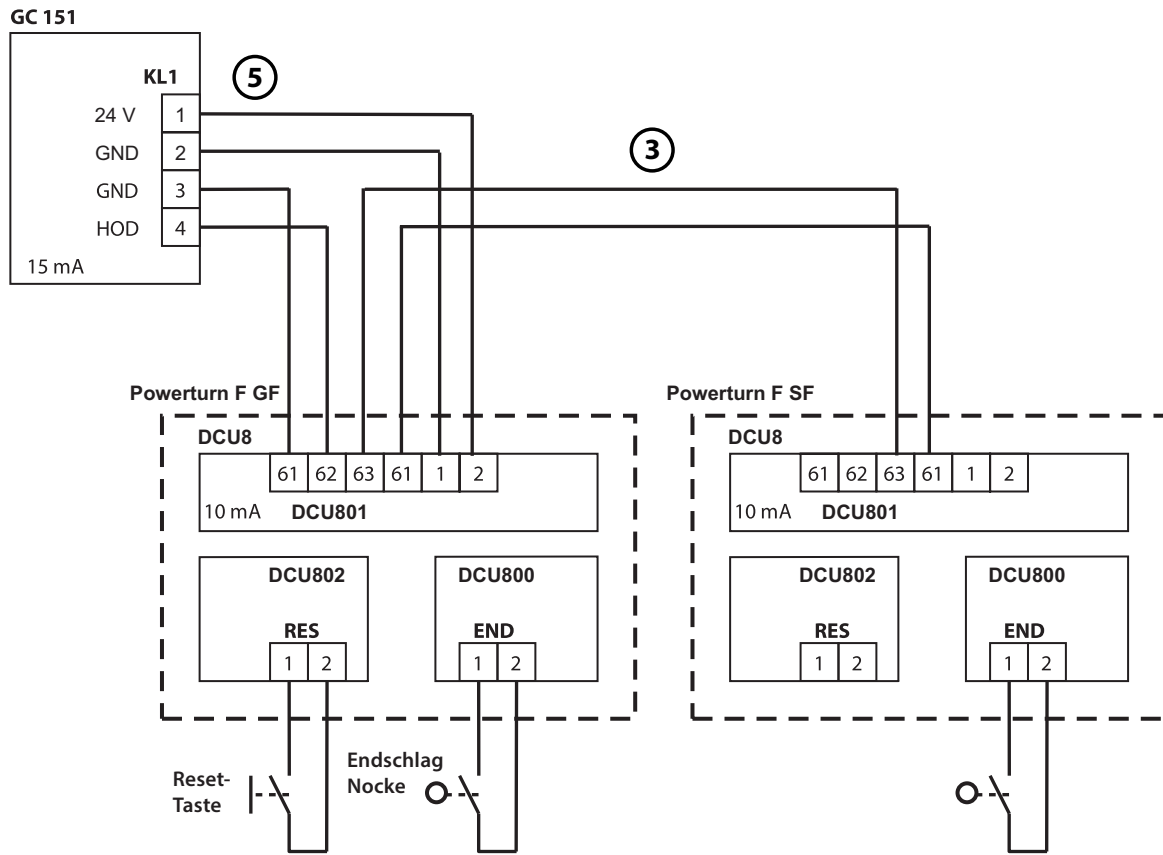 GC 151
KL1
5
24 V 1
GND 2
GND 3
HOD 4
15 mA
3
Powerturn F GF
DCU8
61 62 63 61 1 2
10 mA DCU801
DCU802
RES
1 2
DCU800
END
1 2
Reset-
Taste
Endschlag
Nocke
Powerturn F SF
DCU8
61 62 63 61 1 2
10 mA DCU801
DCU802
RES
1 2
DCU800
END
1 2